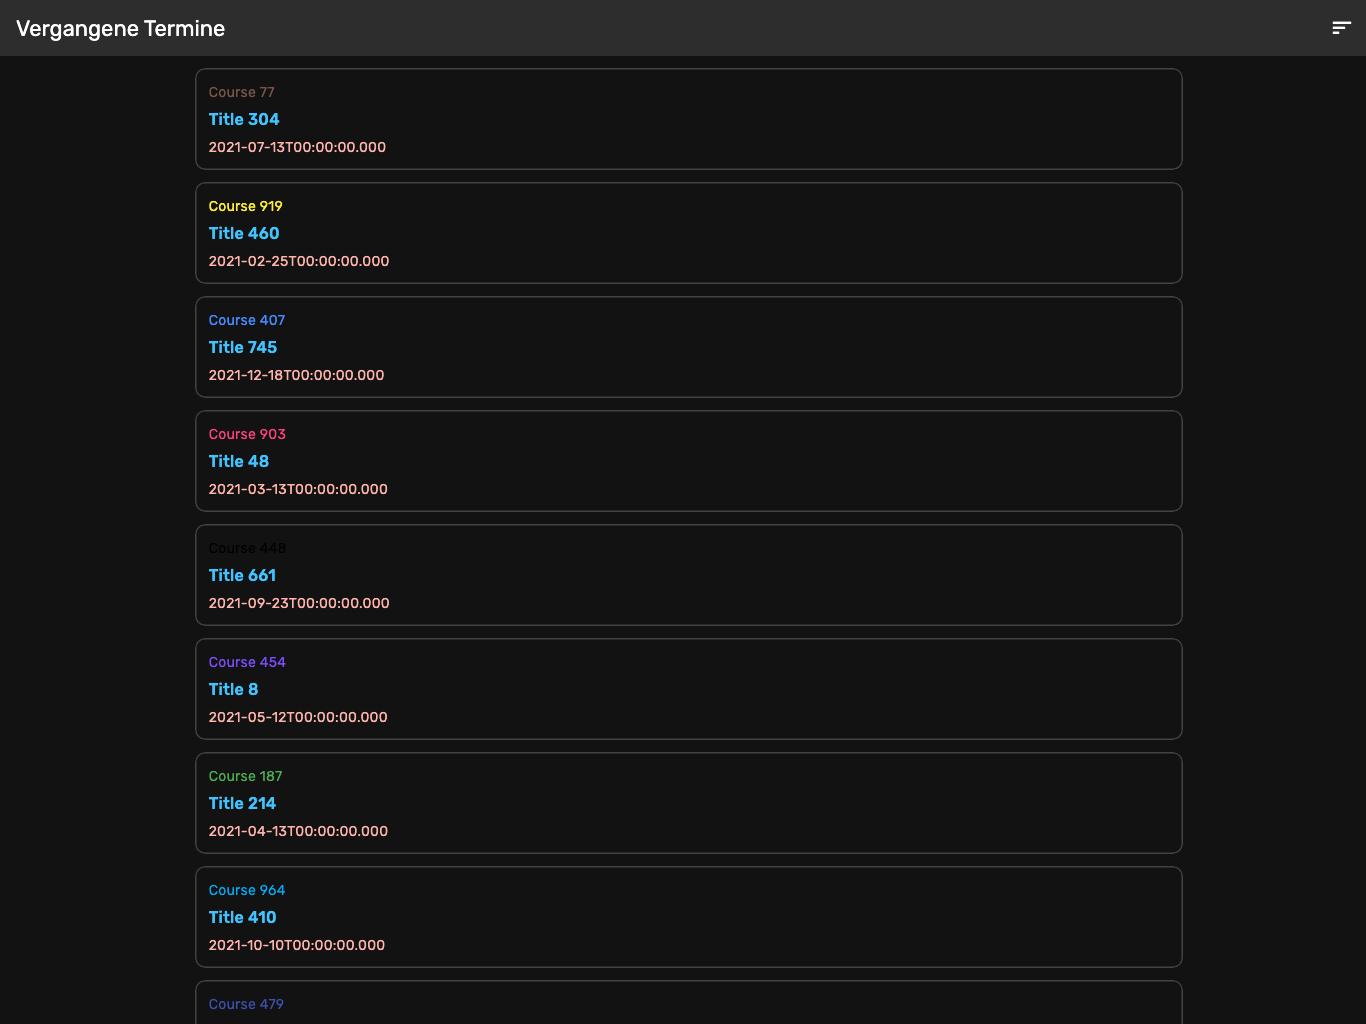 Vergangene Termine
Course 77
Title 304
2021-07-13T00:00:00.000
Course 919
Title 460
2021-02-25T00:00:00.000
Course 407
Title 745
2021-12-18T00:00:00.000
Course 903
Title 48
2021-03-13T00:00:00.000
Course 448
Title 661
2021-09-23T00:00:00.000
Course 454
Title 8
2021-05-12T00:00:00.000
Course 187
Title 214
2021-04-13T00:00:00.000
Course 964
Title 410
2021-10-10T00:00:00.000
Course 479